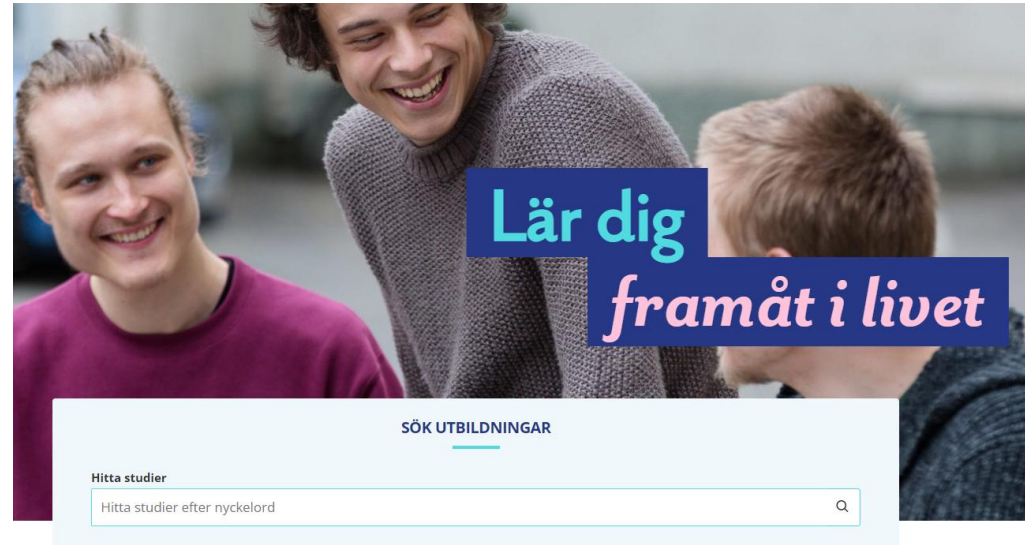 Lär dig
framåt i livet
SÖK UTBILDNINGAR
Hitta studier
Hitta studier efter nyckelord